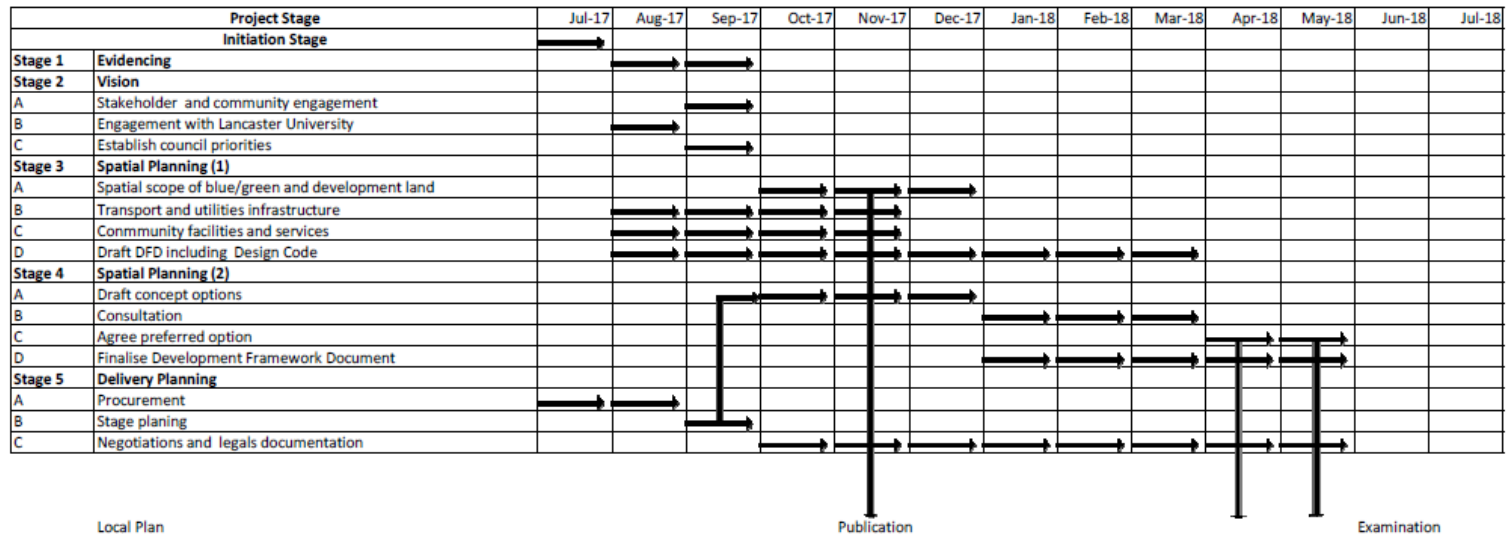 Project Stage Jul-17 Aug-17 Sep-17 Oct-17 Nov-17 Dec-17 Jan-18 Feb-18 Mar-18 Apr-18 May-18 Jun-18 Jul-18
Initiation Stage
Stage 1 Evidencing
Stage 2 Vision
A Stakeholder and community engagement
B Engagement with Lancaster University
C Establish council priorities
Stage 3 Spatial Planning (1)
A Spatial scope of blue/green and development land
B Transport and utilities infrastructure
C Conmmunity facilities and services
D Draft DFD including Design Code
Stage 4 Spatial Planning (2)
A Draft concept options
B Consultation
C Agree preferred option
D Finalise Development Framework Document
Stage 5 Delivery Planning
A Procurement
B Stage planing
C Negotiations and legals documentation
Local Plan Publication Examination